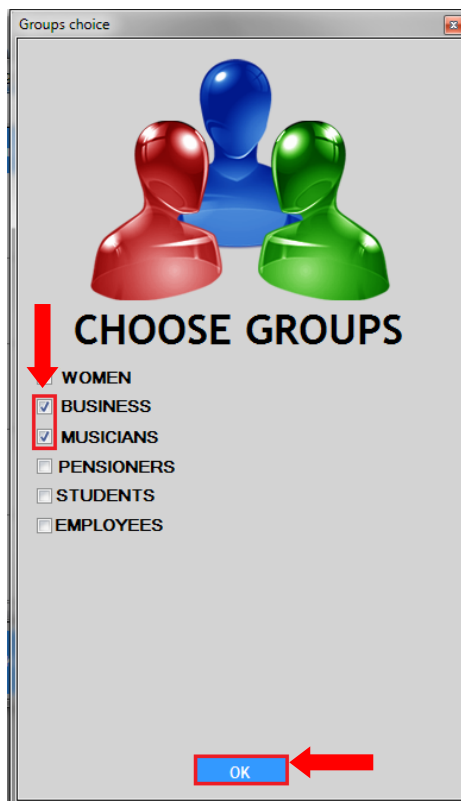 Groups choice
CHOOSE GROUPS
WOMEN
BUSINESS
MUSICIANS
PENSIONERS
STUDENTS
EMPLOYEES
OK